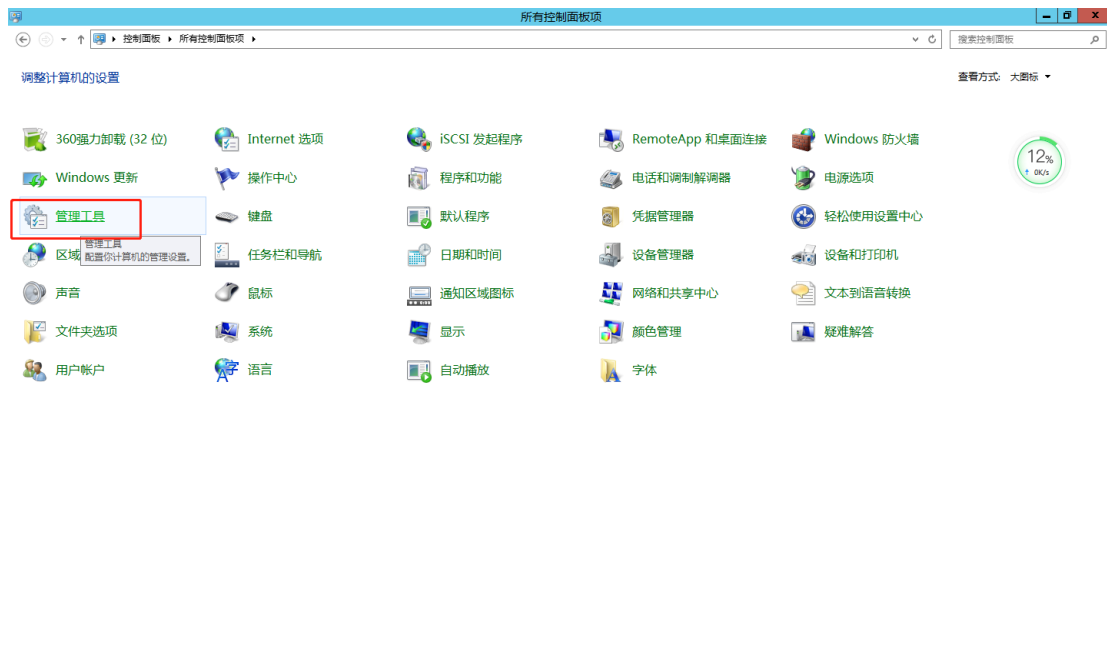 所有控制面板项
控制面板 所有控制面板项
搜索控制面板
调整计算机的设置
查看方式: 大图标
360强力卸载 (32 位)
Internet 选项
iSCSI 发起程序
RemoteApp 和桌面连接
Windows 防火墙
Windows 更新
操作中心
程序和功能
电话和调制解调器
电源选项
12%
0K/s
管理工具
键盘
默认程序
凭据管理器
轻松使用设置中心
管理工具
配置你计算机的管理设置。
区域
任务栏和导航
日期和时间
设备管理器
设备和打印机
声音
鼠标
通知区域图标
网络和共享中心
文本到语音转换
文件夹选项
系统
显示
颜色管理
疑难解答
用户帐户
语言
自动播放
字体